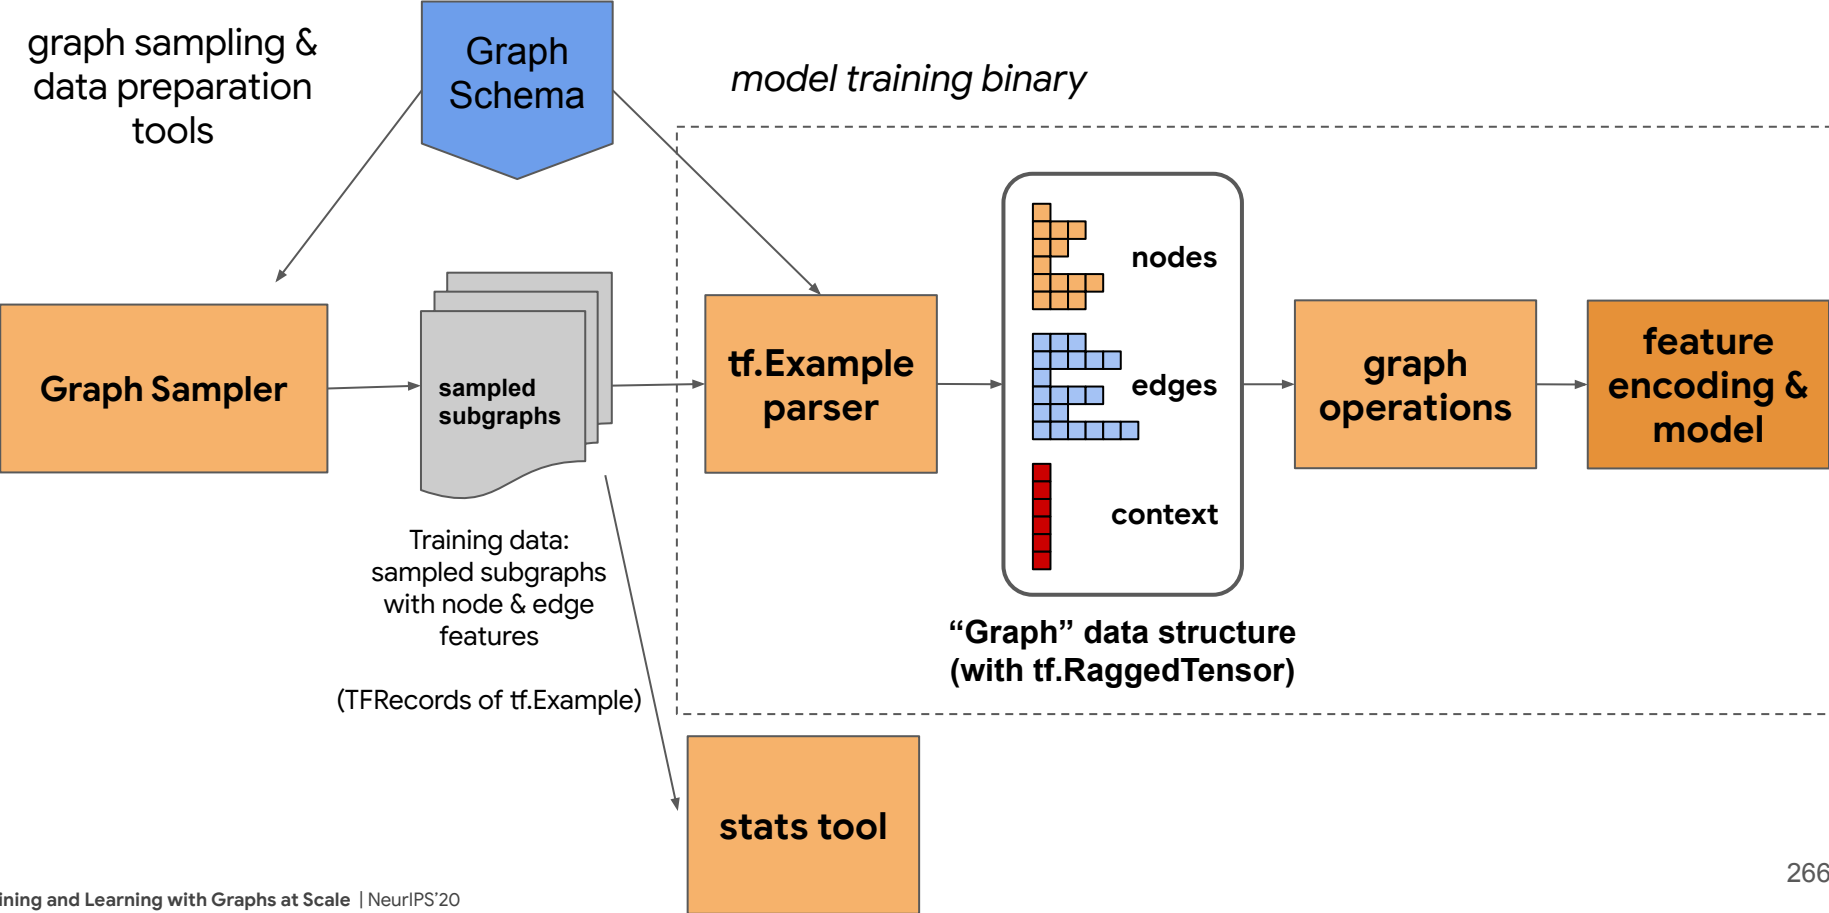 graph sampling &
data preparation
tools
Graph
Schema
model training binary
Graph Sampler
sampled
subgraphs
tf.Example
parser
nodes
edges
context
graph
operations
feature
encoding &
model
Training data:
sampled subgraphs
with node & edge
features
(TFRecords of tf.Example)
“Graph” data structure
(with tf.RaggedTensor)
stats tool
266
ining and Learning with Graphs at Scale | NeurIPS’20